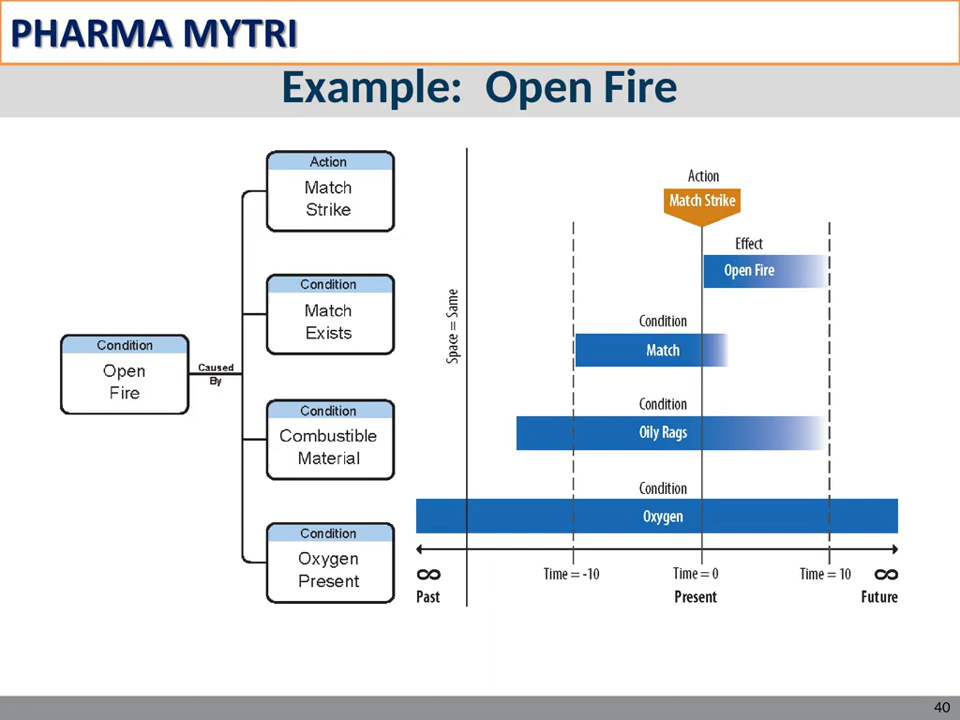 PHARMA MYTRI
Example: Open Fire
Action
Match
Strike
Condition
Match
Exists
Condition
Open
Fire
Caused
By
Condition
Combustible
Material
Condition
Oxygen
Present
Space = Same
Action
Match Strike
Effect
Open Fire
Condition
Match
Condition
Oily Rags
Condition
Oxygen
∞ Time = -10 Time = 0 Time = 10 ∞
Past Present Future
40